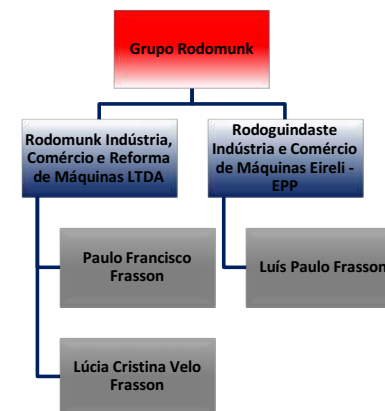 Grupo Rodomunk
Rodomunk Indústria,
Comércio e Reforma
de Máquinas LTDA
Rodoguindaste
Indústria e Comércio
de Máquinas Eireli -
EPP
Paulo Francisco
Frasson
Luís Paulo Frasson
Lúcia Cristina Velo
Frasson